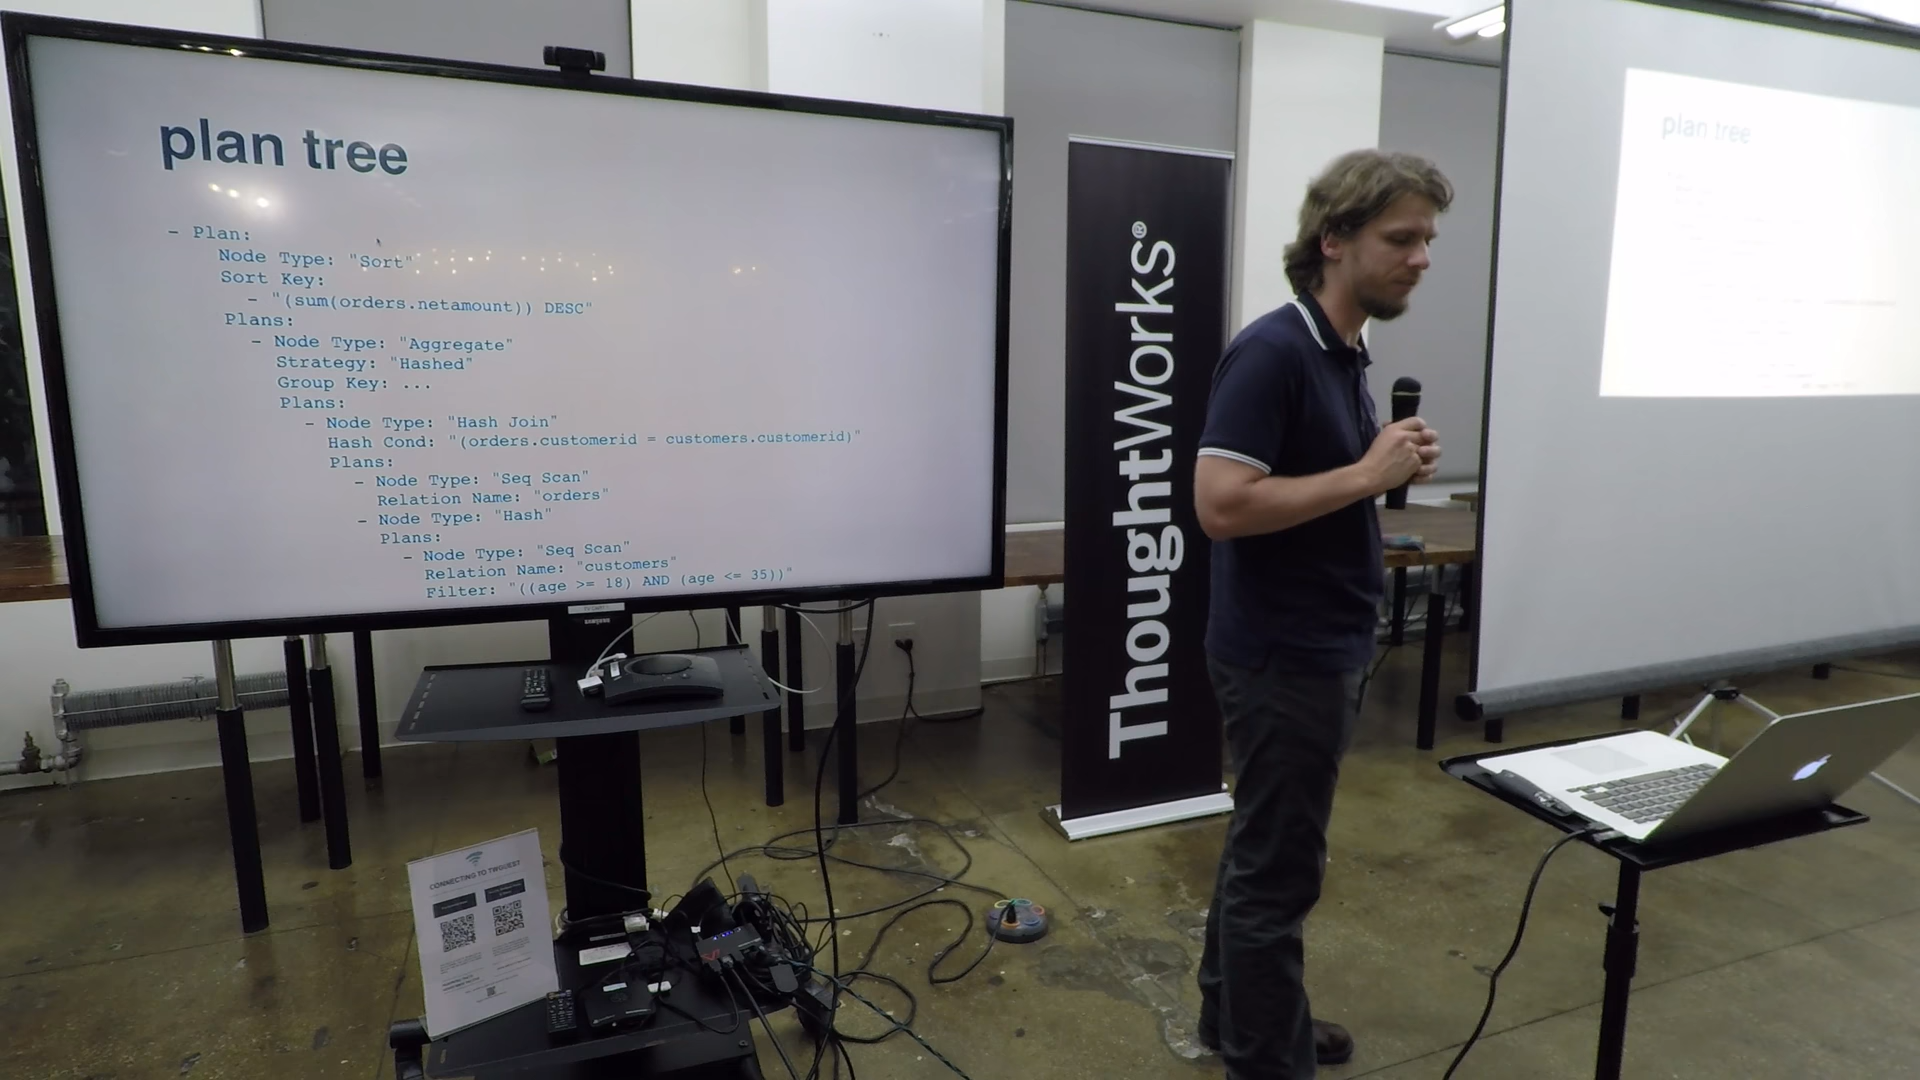 plan tree
- Plan:
Node Type: "Sort"
Sort Key:
- "(sum(orders.netamount)) DESC"
Plans:
- Node Type: "Aggregate"
Strategy: "Hashed"
Group Key: ...
Plans:
- Node Type: "Hash Join"
Hash Cond: "(orders.customerid = customers.customerid)"
Plans:
- Node Type: "Seq Scan"
Relation Name: "orders"
- Node Type: "Hash"
Plans:
- Node Type: "Seq Scan"
Relation Name: "customers"
Filter: "((age >= 18) AND (age <= 35))"
SAMSUNG
ThoughtWorks®
plan tree
CONNECTING TO TWGUEST